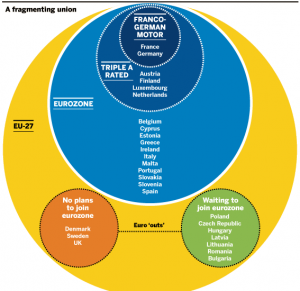 A fragmenting union
FRANCO-
GERMAN
MOTOR
France
Germany
TRIPLE A
RATED
Austria
Finland
Luxembourg
Netherlands
EUROZONE
Belgium
Cyprus
Estonia
Greece
Ireland
Italy
Malta
Portugal
Slovakia
Slovenia
Spain
EU-27
No plans
to join
eurozone
Denmark
Sweden
UK
Euro ‘outs’
Waiting to
join eurozone
Poland
Czech Republic
Hungary
Latvia
Lithuania
Romania
Bulgaria